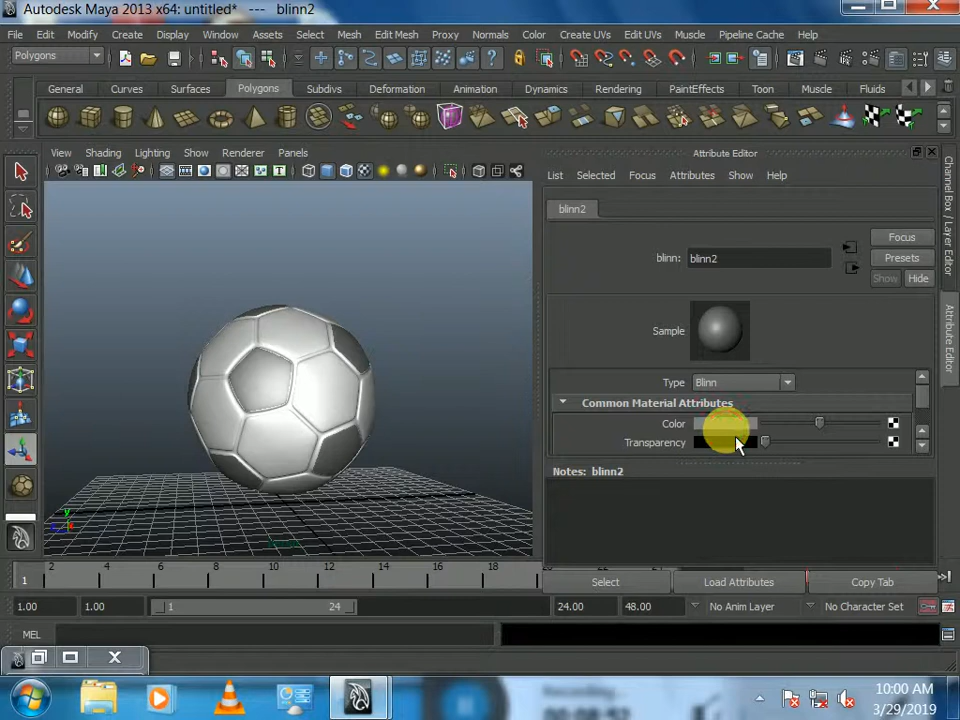 Autodesk Maya 2013 x64: untitled*   ---   blinn2
File Edit Modify Create Display Window Assets Select Mesh Edit Mesh Proxy Normals Color Create UVs Edit UVs Muscle Pipeline Cache Help
Polygons
General Curves Surfaces Polygons Subdivs Deformation Animation Dynamics Rendering PaintEffects Toon Muscle Fluids
View Shading Lighting Show Renderer Panels
Attribute Editor
List Selected Focus Attributes Show Help
blinn2
Focus
blinn: blinn2
Presets
Show Hide
Sample
Type Blinn
Common Material Attributes
Color
Transparency
Notes: blinn2
Channel Box / Layer Editor
Attribute Editor
y
Select Load Attributes Copy Tab
1 2 4 6 8 10 12 14 16 18
1.00 1.00 1 24 24.00 48.00 No Anim Layer No Character Set
MEL
Recording...
00:08:52
10:00 AM
3/29/2019